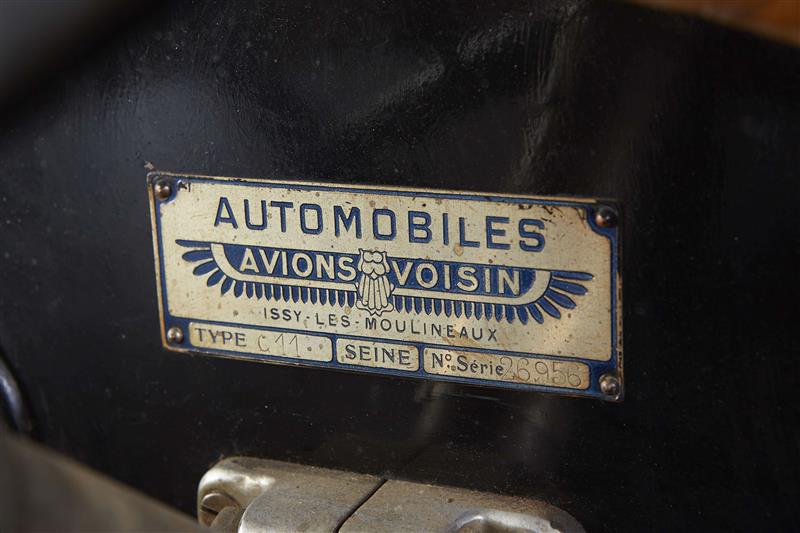 AUTOMOBILES
AVIONS VOISIN
ISSY-LES-MOULINEAUX
TYPE C11 SEINE N° Série 26956